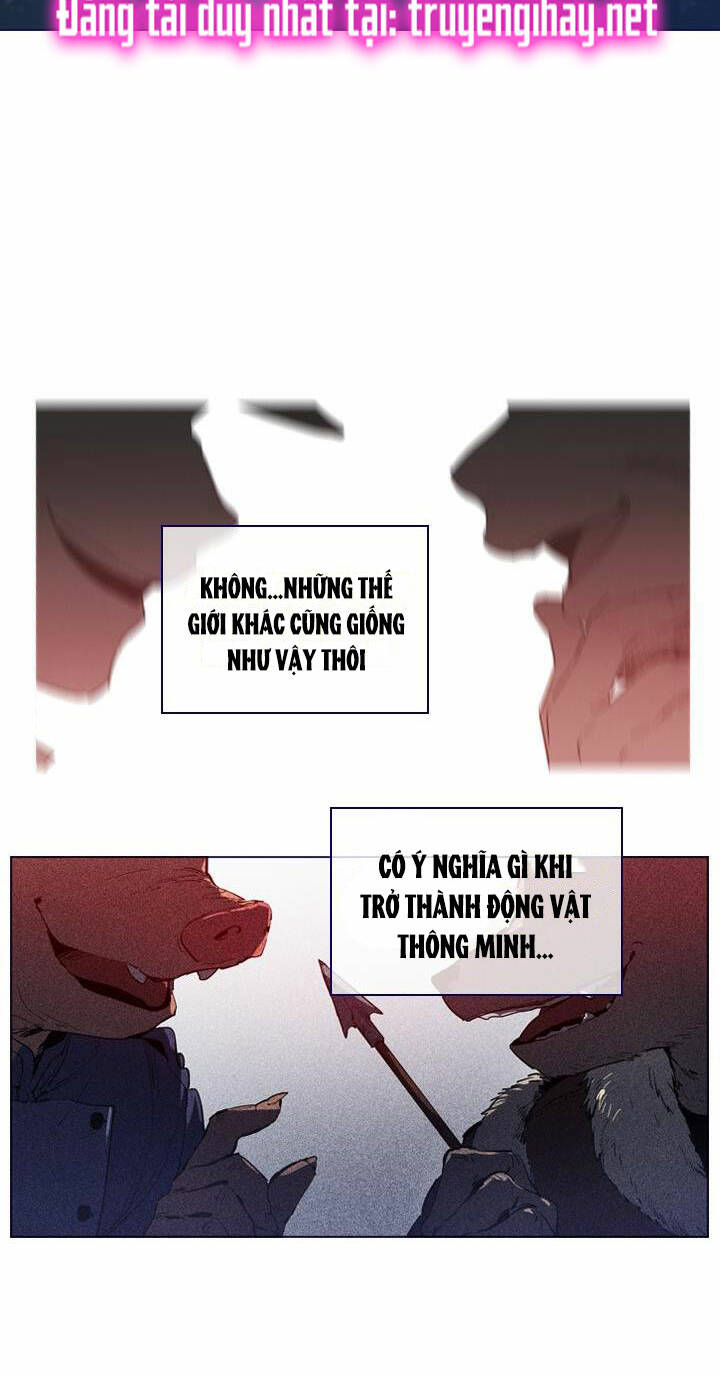 Đăng tải duy nhất tại: truyengihay.net
KHÔNG...NHỮNG THẾ
GIỚI KHÁC CŨNG GIỐNG
NHƯ VẬY THÔI
CÓ Ý NGHĨA GÌ KHI
TRỞ THÀNH ĐỘNG VẬT
THÔNG MINH...